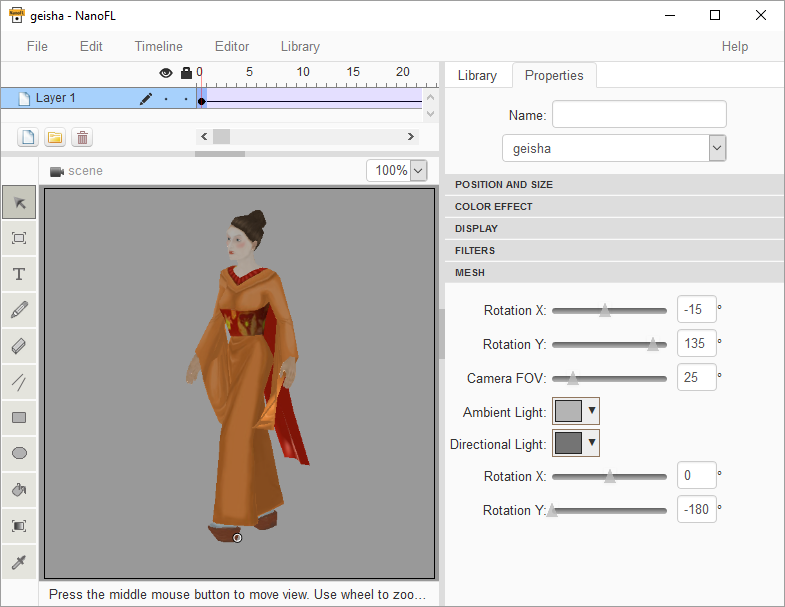 geisha - NanoFL
File Edit Timeline Editor Library Help
0 5 10 15 20
Layer 1
scene
100%
T
Press the middle mouse button to move view. Use wheel to zoo...
Library Properties
Name:
geisha
POSITION AND SIZE
COLOR EFFECT
DISPLAY
FILTERS
MESH
Rotation X: -15 °
Rotation Y: 135 °
Camera FOV: 25 °
Ambient Light:
Directional Light:
Rotation X: 0 °
Rotation Y: -180 °